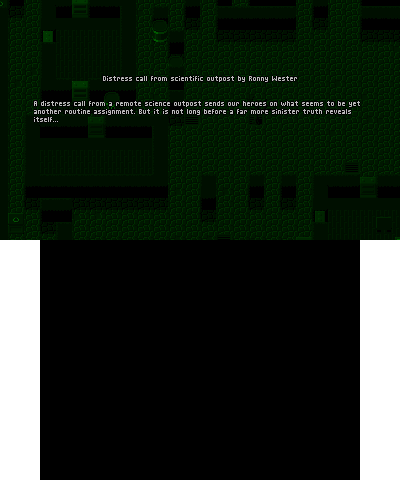 Distress call from scientific outpost by Ronny Wester
A distress call from a remote science outpost sends our heroes on what seems to be yet
another routine assignment. But it is not long before a far more sinister truth reveals
itself...